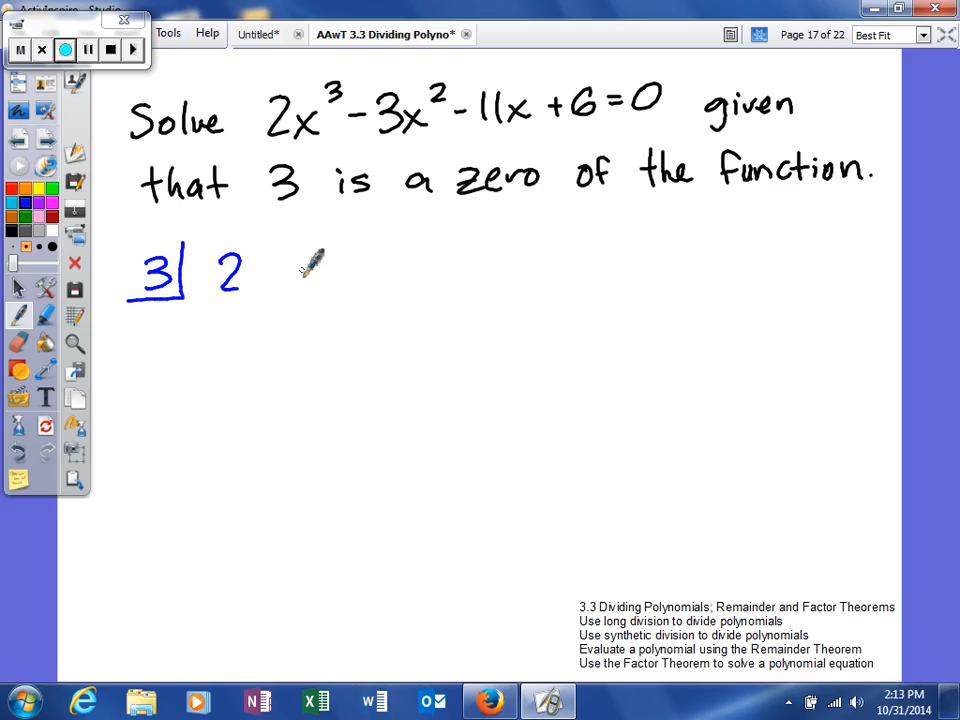 ActivInspire - Studio
Tools Help Untitled* AAwT 3.3 Dividing Polyno* Page 17 of 22 Best Fit
M
Solve 2x³ - 3x² - 11x + 6 = 0 given
that 3 is a zero of the function.
3| 2
T
3.3 Dividing Polynomials; Remainder and Factor Theorems
Use long division to divide polynomials
Use synthetic division to divide polynomials
Evaluate a polynomial using the Remainder Theorem
Use the Factor Theorem to solve a polynomial equation
2:13 PM
10/31/2014